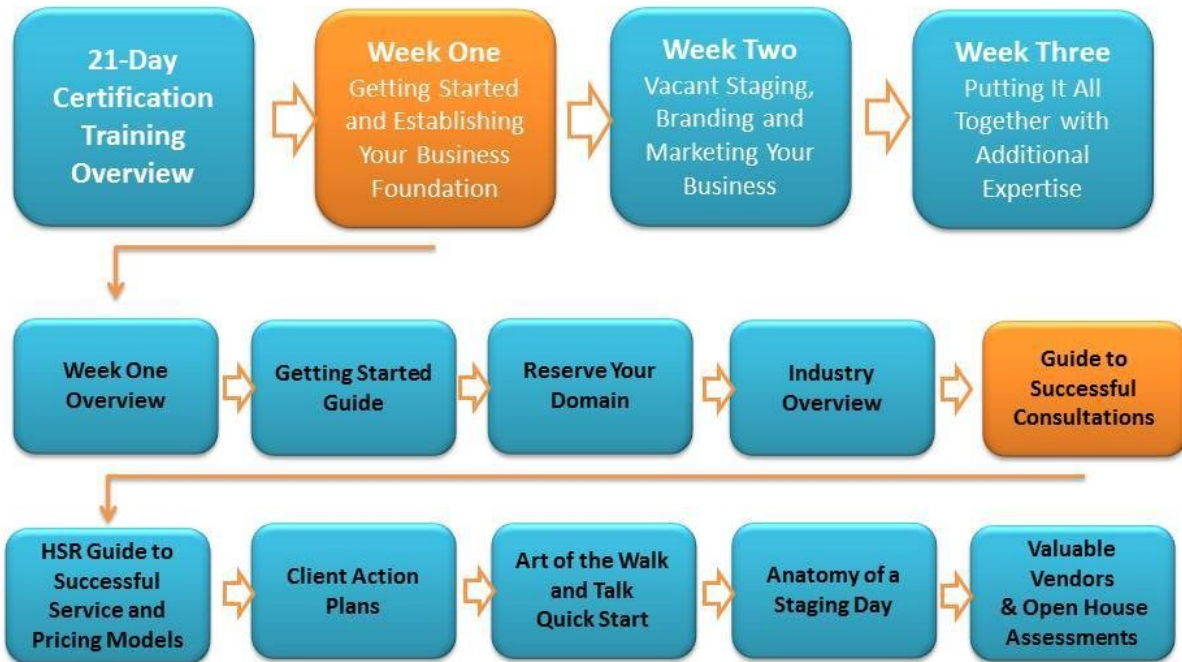 21-Day
Certification
Training
Overview
Week One
Getting Started
and Establishing
Your Business
Foundation
Week Two
Vacant Staging,
Branding and
Marketing Your
Business
Week Three
Putting It All
Together with
Additional
Expertise
Week One
Overview
Getting Started
Guide
Reserve Your
Domain
Industry
Overview
Guide to
Successful
Consultations
HSR Guide to
Successful
Service and
Pricing Models
Client Action
Plans
Art of the Walk
and Talk
Quick Start
Anatomy of a
Staging Day
Valuable
Vendors
& Open House
Assessments